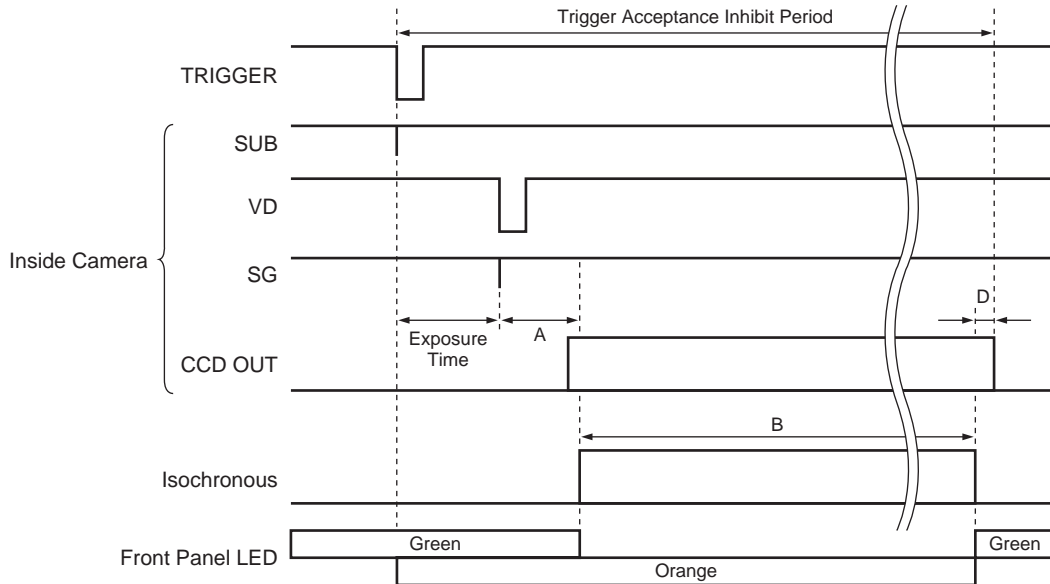 Trigger Acceptance Inhibit Period
TRIGGER
SUB
VD
Inside Camera
SG
D
Exposure
Time
A
CCD OUT
B
Isochronous
Front Panel LED
Green
Green
Orange